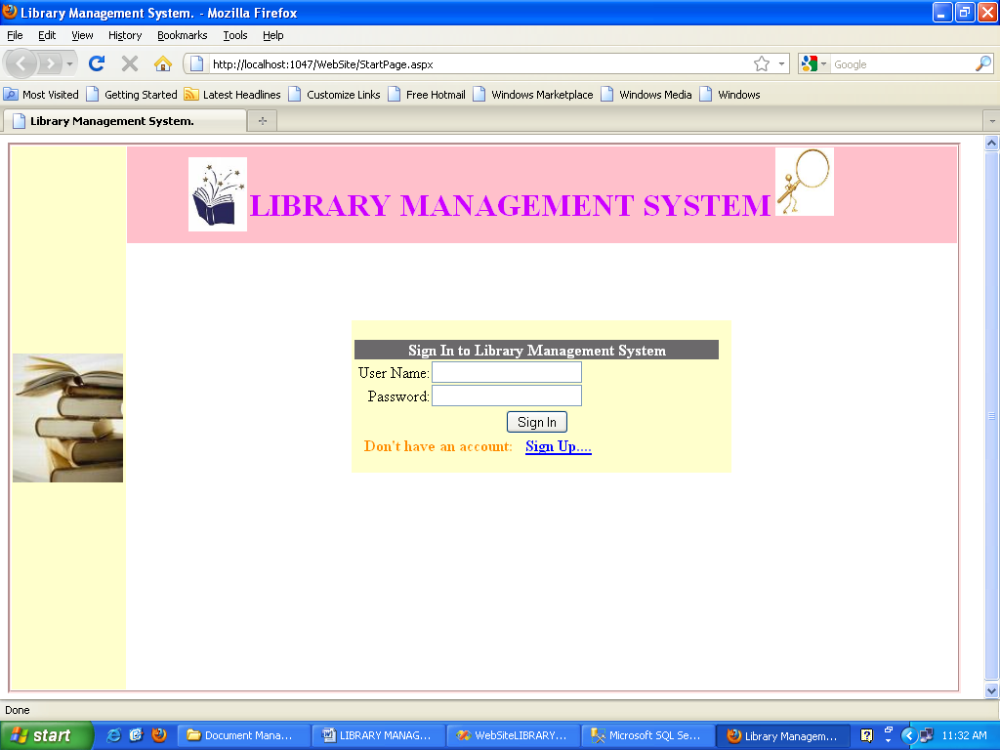 Library Management System. - Mozilla Firefox
File Edit View History Bookmarks Tools Help
http://localhost:1047/WebSite/StartPage.aspx Google
Most Visited Getting Started Latest Headlines Customize Links Free Hotmail Windows Marketplace Windows Media Windows
Library Management System.
LIBRARY MANAGEMENT SYSTEM
Sign In to Library Management System
User Name:
Password:
Sign In
Don't have an account: Sign Up....
Done
start Document Mana... LIBRARY MANAG... WebSiteLIBRARY... Microsoft SQL Se... Library Managem... 11:32 AM